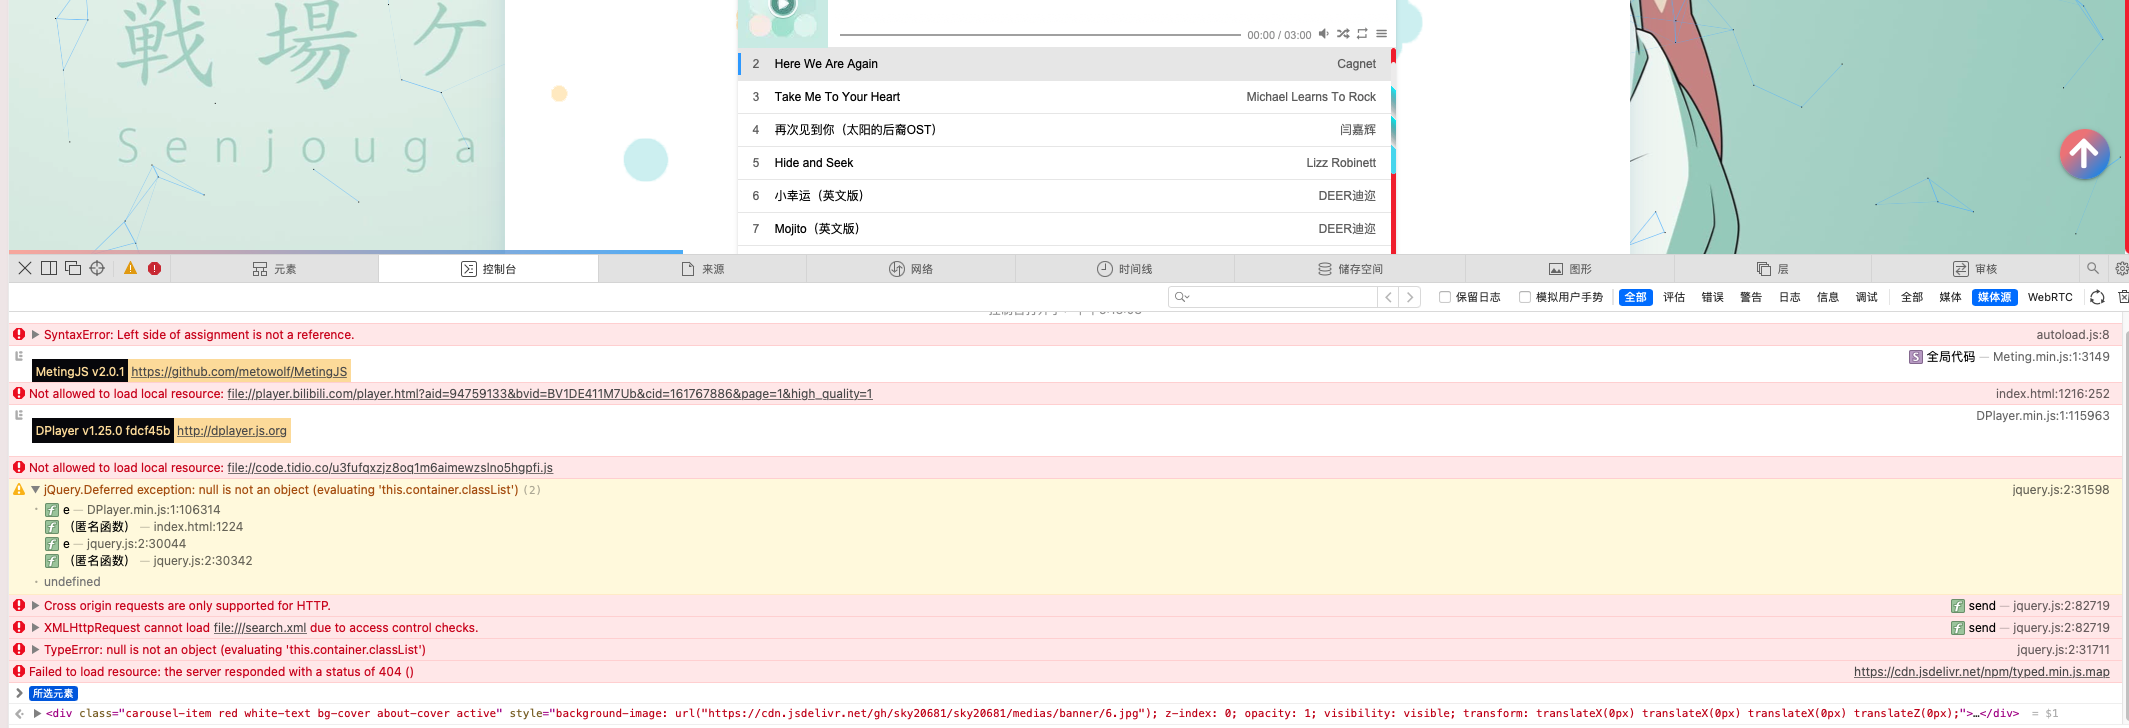 戦場ケ
Senjouga
00:00 / 03:00
2 Here We Are Again Cagnet
3 Take Me To Your Heart Michael Learns To Rock
4 再次见到你（太阳的后裔OST） 闫嘉辉
5 Hide and Seek Lizz Robinett
6 小幸运（英文版） DEER迪迩
7 Mojito（英文版） DEER迪迩
元素 控制台 来源 网络 时间线 储存空间 图形 层 审核
保留日志 模拟用户手势 全部 评估 错误 警告 日志 信息 调试 全部 媒体 媒体源 WebRTC
SyntaxError: Left side of assignment is not a reference. autoload.js:8
S 全局代码 — Meting.min.js:1:3149
MetingJS v2.0.1 https://github.com/metowolf/MetingJS
Not allowed to load local resource: file://player.bilibili.com/player.html?aid=94759133&bvid=BV1DE411M7Ub&cid=161767886&page=1&high_quality=1 index.html:1216:252
DPlayer.min.js:1:115963
DPlayer v1.25.0 fdcf45b http://dplayer.js.org
Not allowed to load local resource: file://code.tidio.co/u3fufqxzjz8oq1m6aimewzslno5hgpfi.js
jQuery.Deferred exception: null is not an object (evaluating 'this.container.classList') (2) jquery.js:2:31598
f e — DPlayer.min.js:1:106314
f （匿名函数） — index.html:1224
f e — jquery.js:2:30044
f （匿名函数） — jquery.js:2:30342
undefined
Cross origin requests are only supported for HTTP. f send — jquery.js:2:82719
XMLHttpRequest cannot load file:///search.xml due to access control checks. f send — jquery.js:2:82719
TypeError: null is not an object (evaluating 'this.container.classList') jquery.js:2:31711
Failed to load resource: the server responded with a status of 404 () https://cdn.jsdelivr.net/npm/typed.min.js.map
所选元素
<div class="carousel-item red white-text bg-cover about-cover active" style="background-image: url("https://cdn.jsdelivr.net/gh/sky20681/sky20681/medias/banner/6.jpg"); z-index: 0; opacity: 1; visibility: visible; transform: translateX(0px) translateX(0px) translateX(0px) translateZ(0px);">…</div> = $1